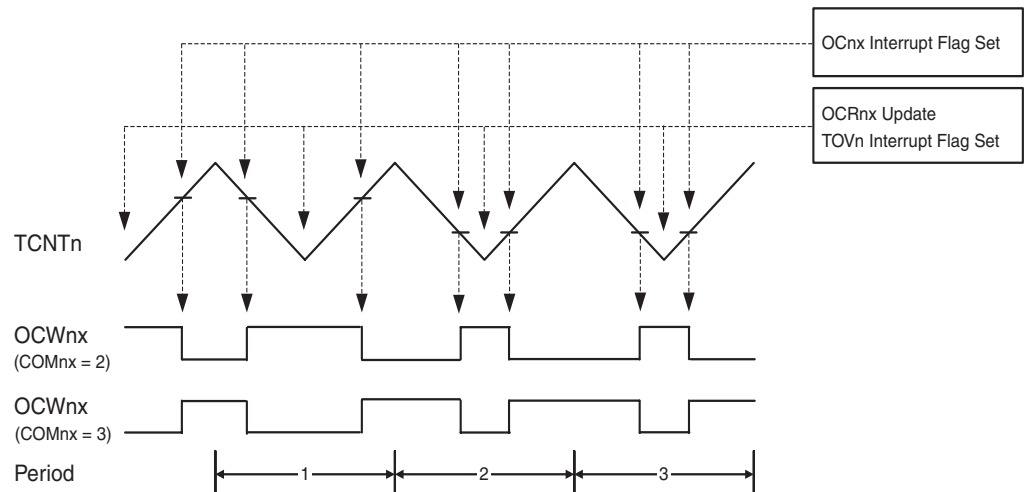 OCnx Interrupt Flag Set
OCRnx Update
TOVn Interrupt Flag Set
TCNTn
OCWnx
(COMnx = 2)
OCWnx
(COMnx = 3)
Period
1
2
3